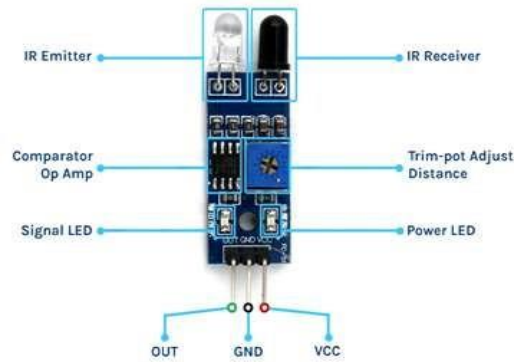 IR Emitter
IR Receiver
Comparator
Op Amp
Trim-pot Adjust
Distance
Signal LED
Power LED
OUT GND VCC
OUT
GND
VCC